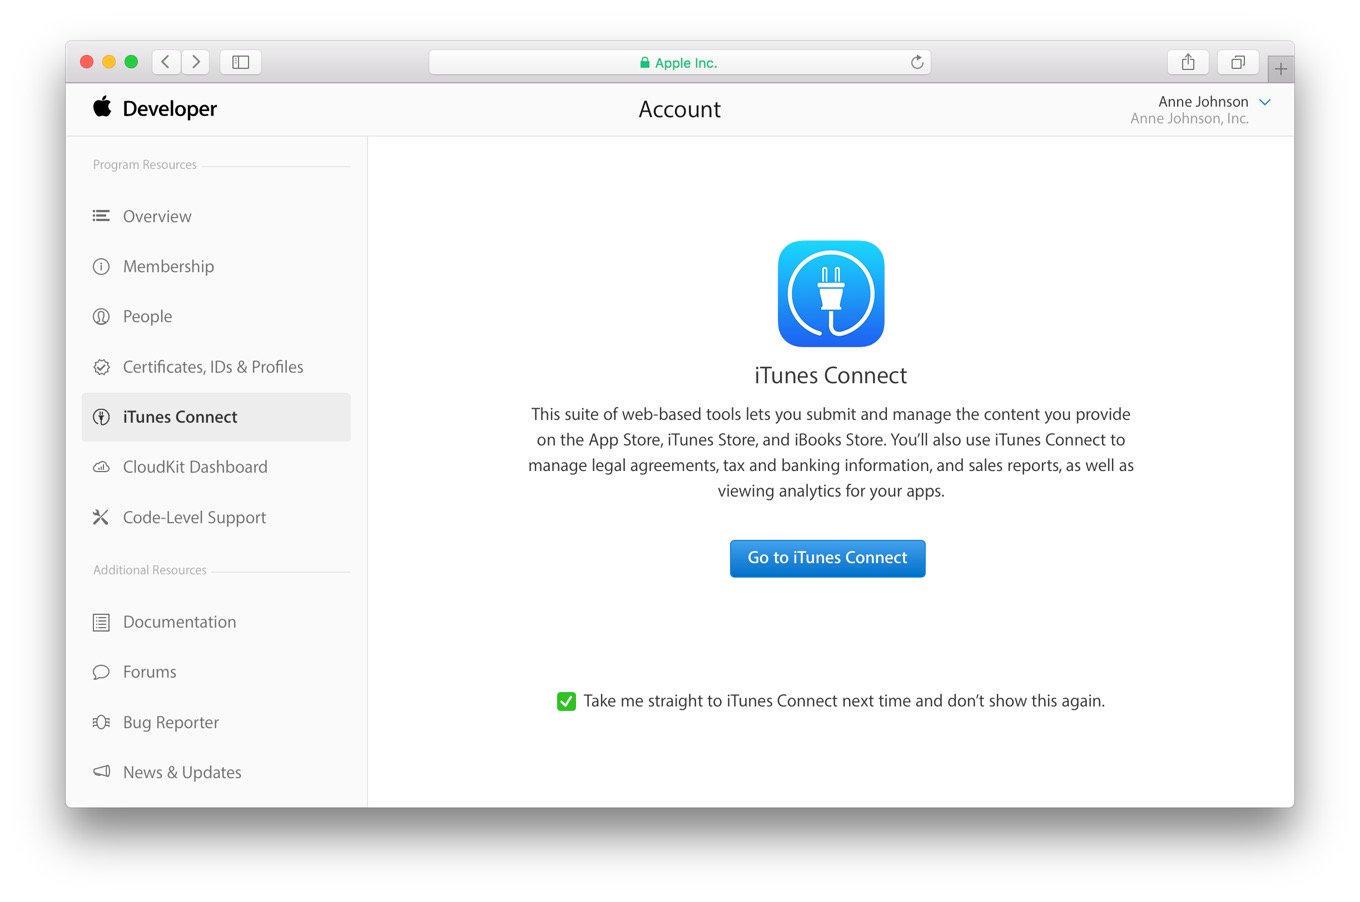 Apple Inc.
Developer
Account
Anne Johnson
Anne Johnson, Inc.
Program Resources
Overview
Membership
People
Certificates, IDs & Profiles
iTunes Connect
CloudKit Dashboard
Code-Level Support
Additional Resources
Documentation
Forums
Bug Reporter
News & Updates
iTunes Connect
This suite of web-based tools lets you submit and manage the content you provide
on the App Store, iTunes Store, and iBooks Store. You’ll also use iTunes Connect to
manage legal agreements, tax and banking information, and sales reports, as well as
viewing analytics for your apps.
Go to iTunes Connect
Take me straight to iTunes Connect next time and don’t show this again.